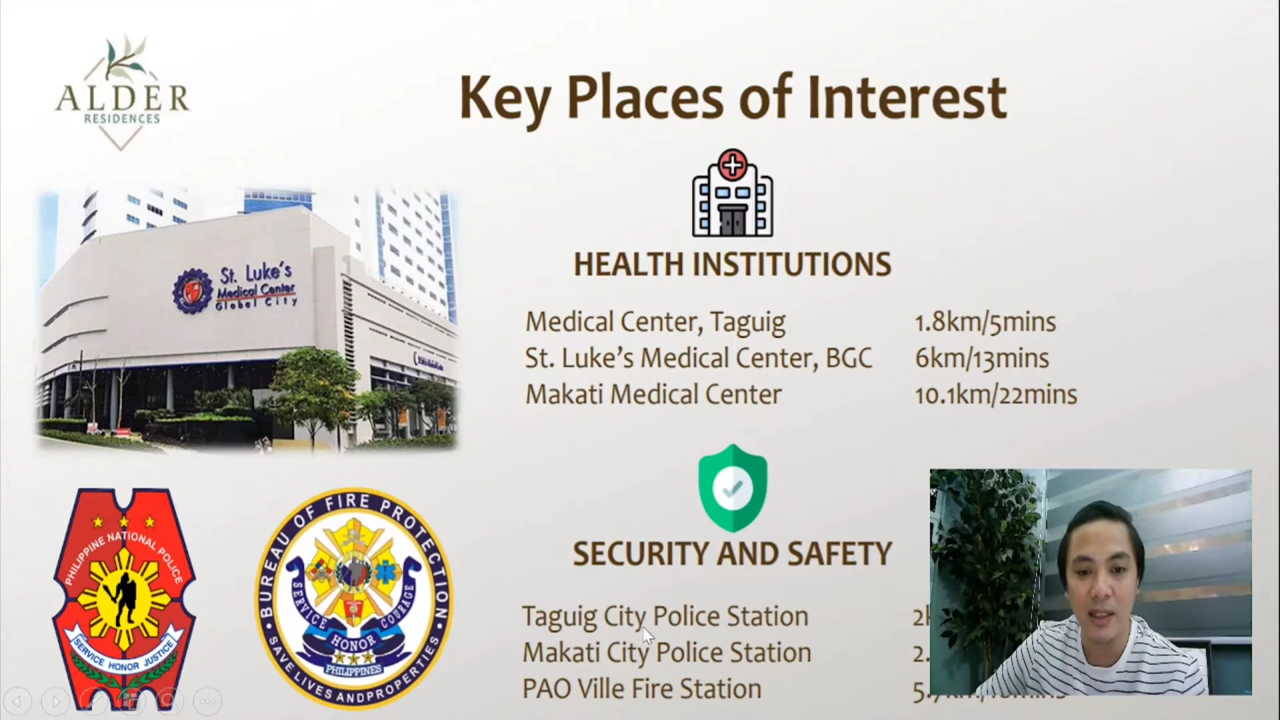 ALDER
RESIDENCES
Key Places of Interest
St. Luke's
Medical Center
Global City
HEALTH INSTITUTIONS
Medical Center, Taguig 1.8km/5mins
St. Luke's Medical Center, BGC 6km/13mins
Makati Medical Center 10.1km/22mins
PHILIPPINE NATIONAL POLICE
SERVICE HONOR JUSTICE
BUREAU OF FIRE PROTECTION
SERVICE
COURAGE
HONOR
PHILIPPINES
SAVE LIVES AND PROPERTIES
SECURITY AND SAFETY
Taguig City Police Station
Makati City Police Station
PAO Ville Fire Station